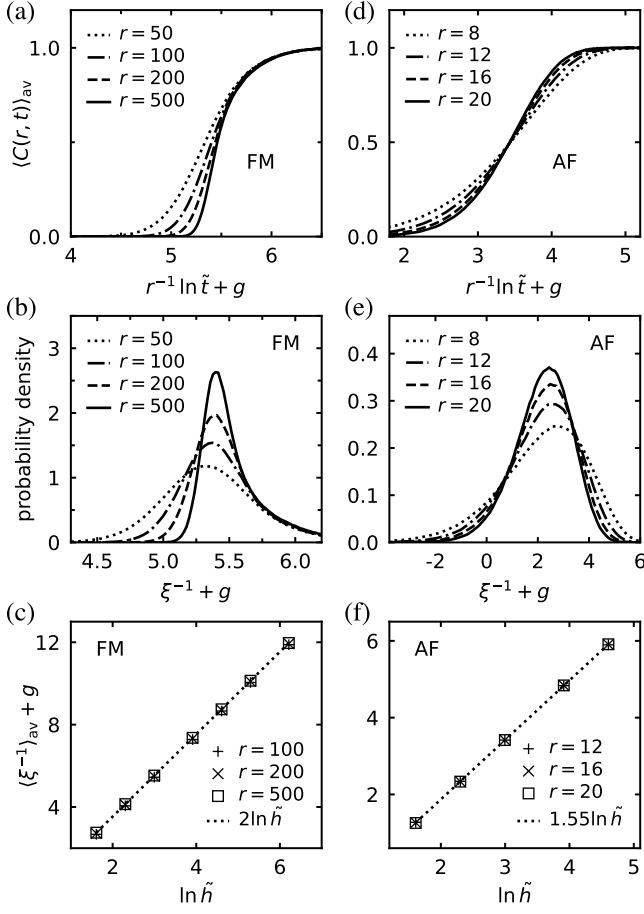 (a)
⟨C(r, t)⟩av
1.0
0.5
0.0
r = 50
r = 100
r = 200
r = 500
FM
4
5
6
r⁻¹ ln t̃ + g
(d)
1.0
0.5
0.0
r = 8
r = 12
r = 16
r = 20
AF
2
3
4
5
r⁻¹ ln t̃ + g
(b)
probability density
3
2
1
0
r = 50
r = 100
r = 200
r = 500
FM
4.5
5.0
5.5
6.0
ξ⁻¹ + g
(e)
0.4
0.3
0.2
0.1
0.0
r = 8
r = 12
r = 16
r = 20
AF
-2
0
2
4
6
ξ⁻¹ + g
(c)
⟨ξ⁻¹⟩av + g
12
8
4
FM
r = 100
r = 200
r = 500
2ln h̃
2
4
6
ln h̃
(f)
6
4
2
AF
r = 12
r = 16
r = 20
1.55ln h̃
2
3
4
5
ln h̃